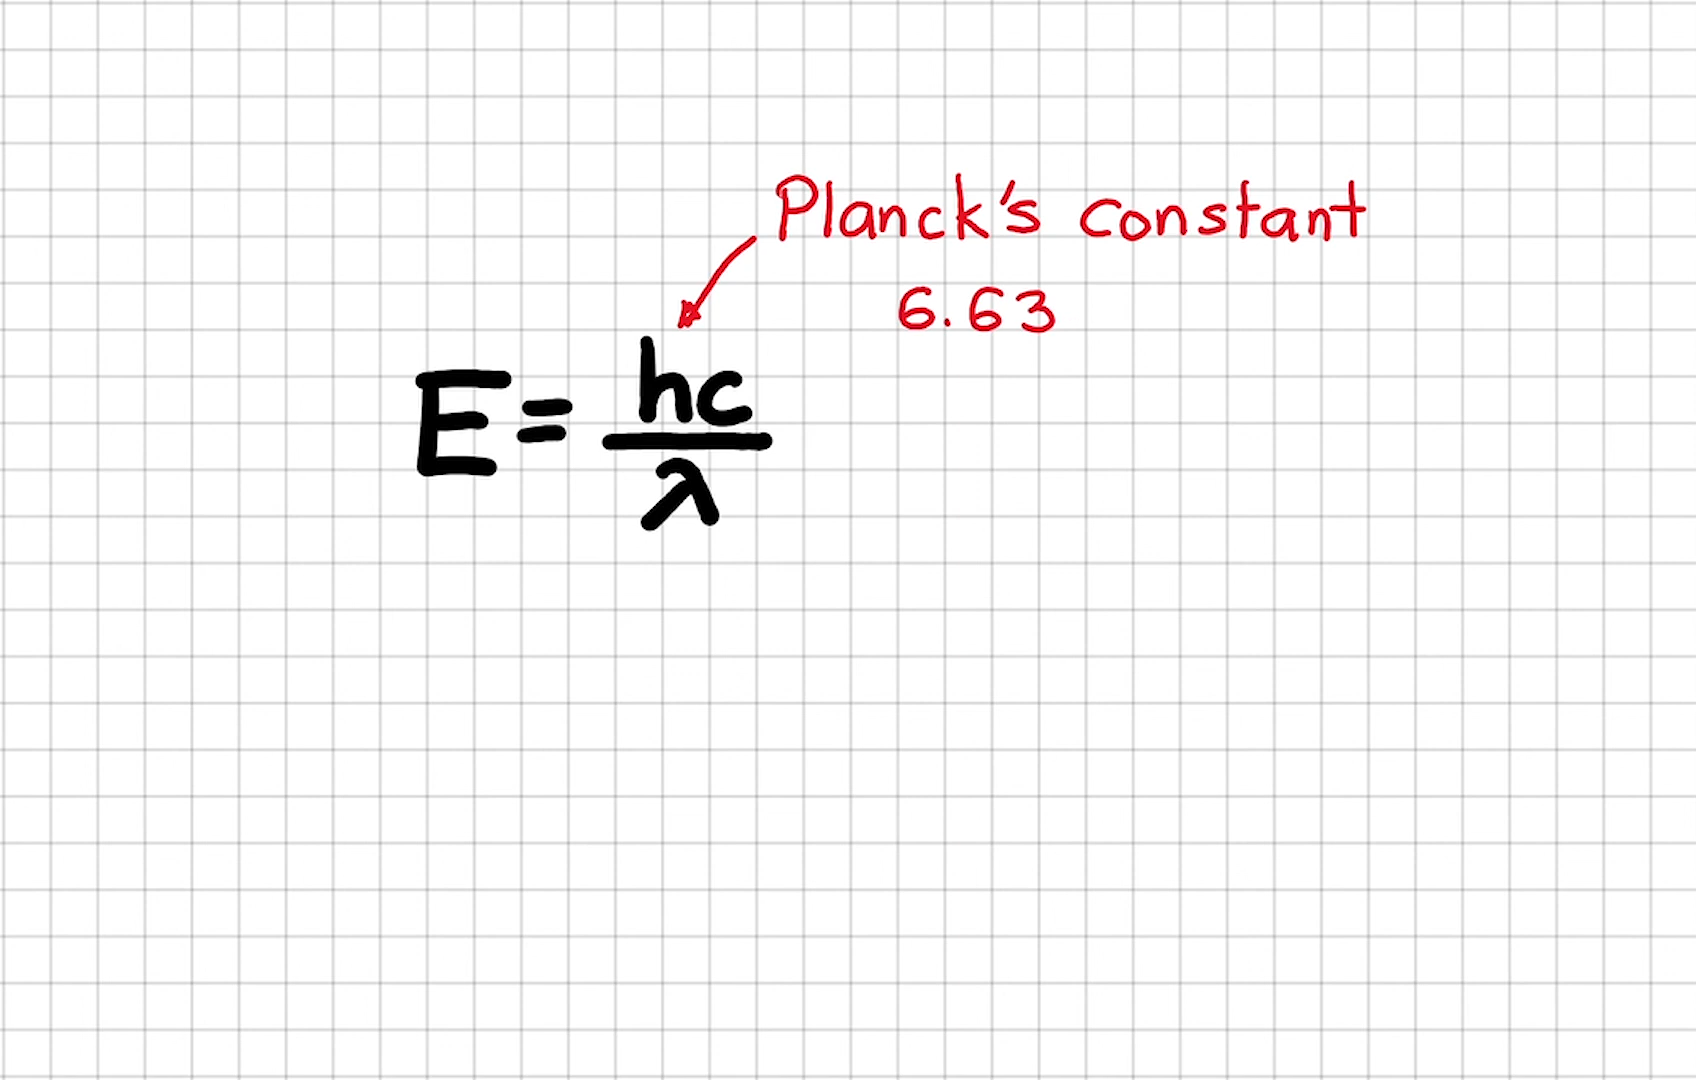 Planck's constant
6.63
E = hc/λ